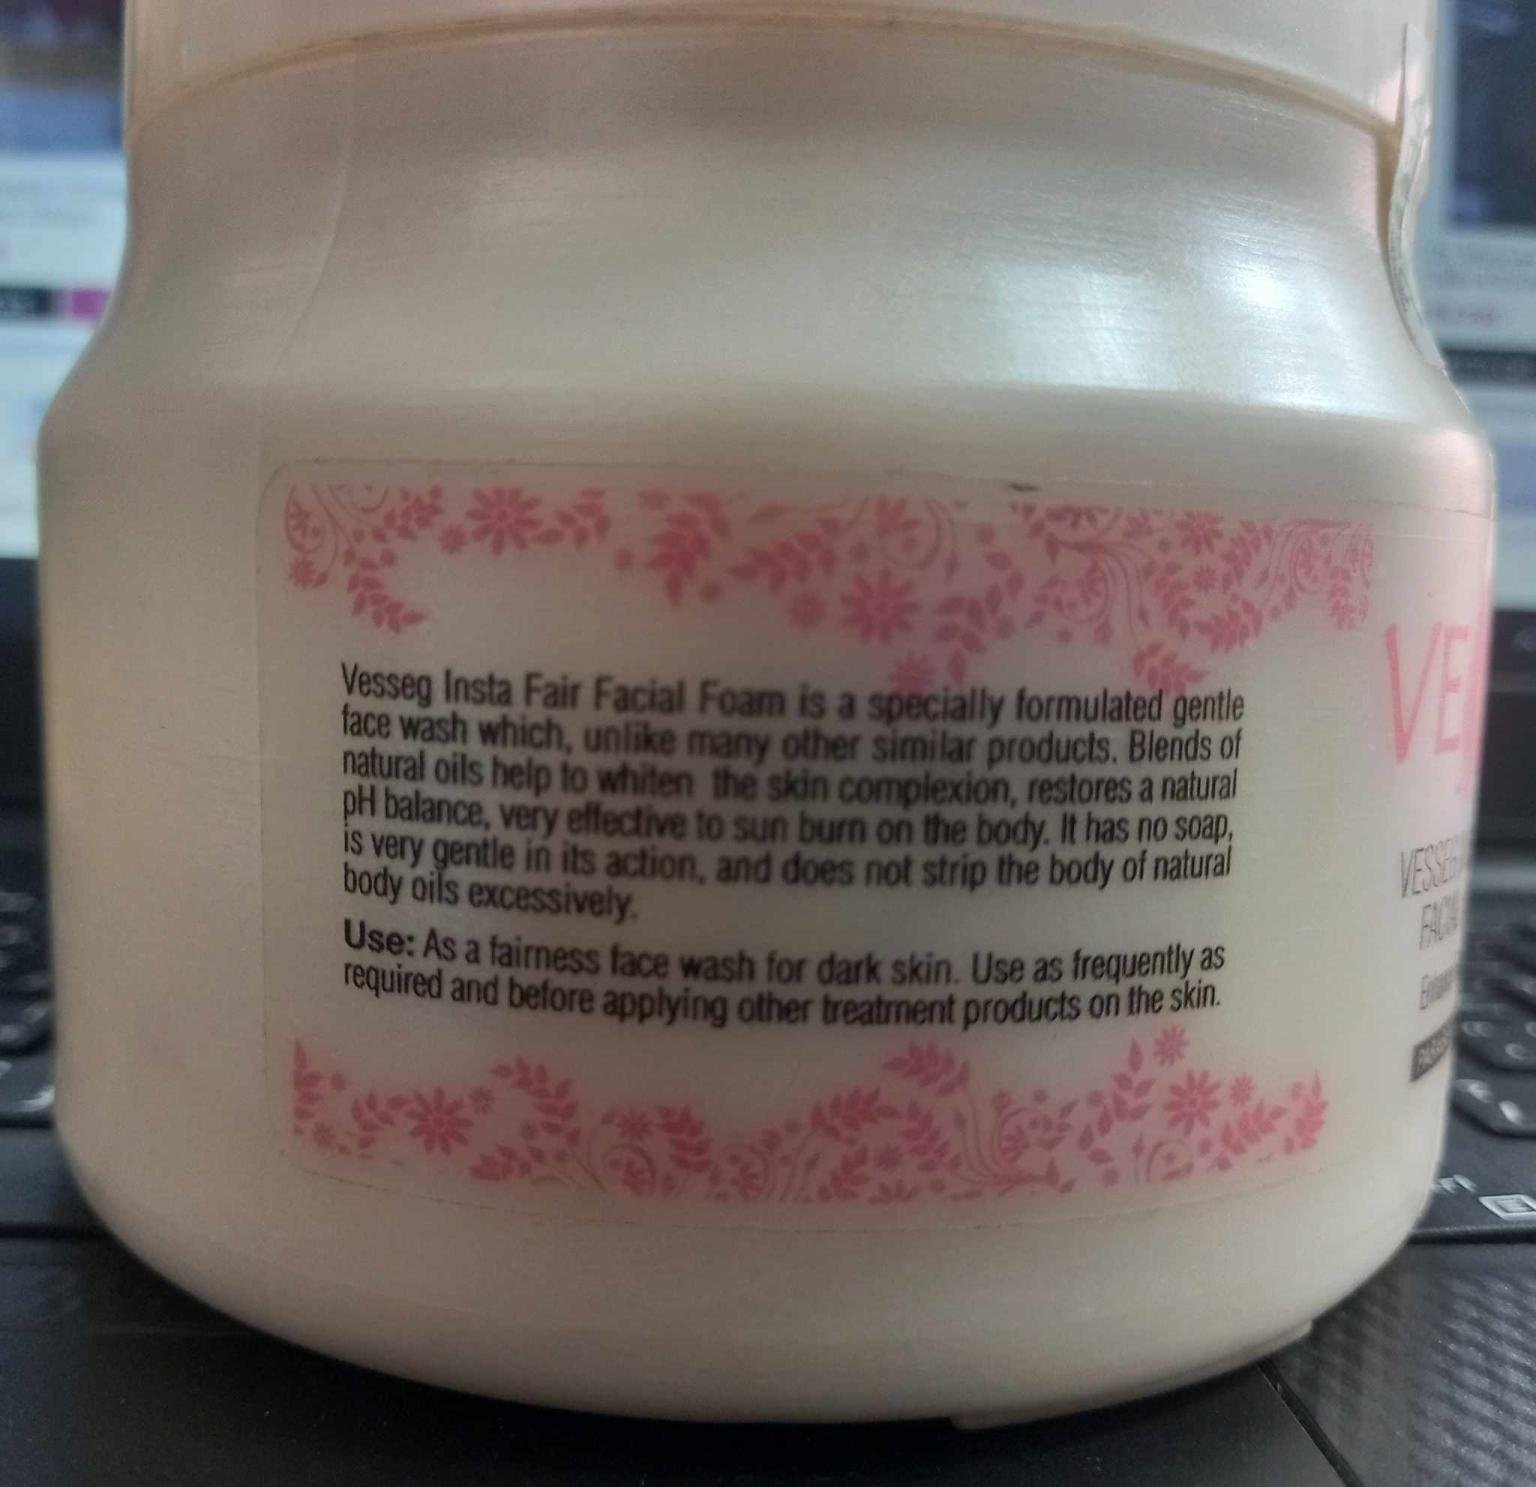 Vesseg Insta Fair Facial Foam is a specially formulated gentle
face wash which, unlike many other similar products. Blends of
natural oils help to whiten the skin complexion, restores a natural
pH balance, very effective to sun burn on the body. It has no soap,
is very gentle in its action, and does not strip the body of natural
body oils excessively.
Use: As a fairness face wash for dark skin. Use as frequently as
required and before applying other treatment products on the skin.